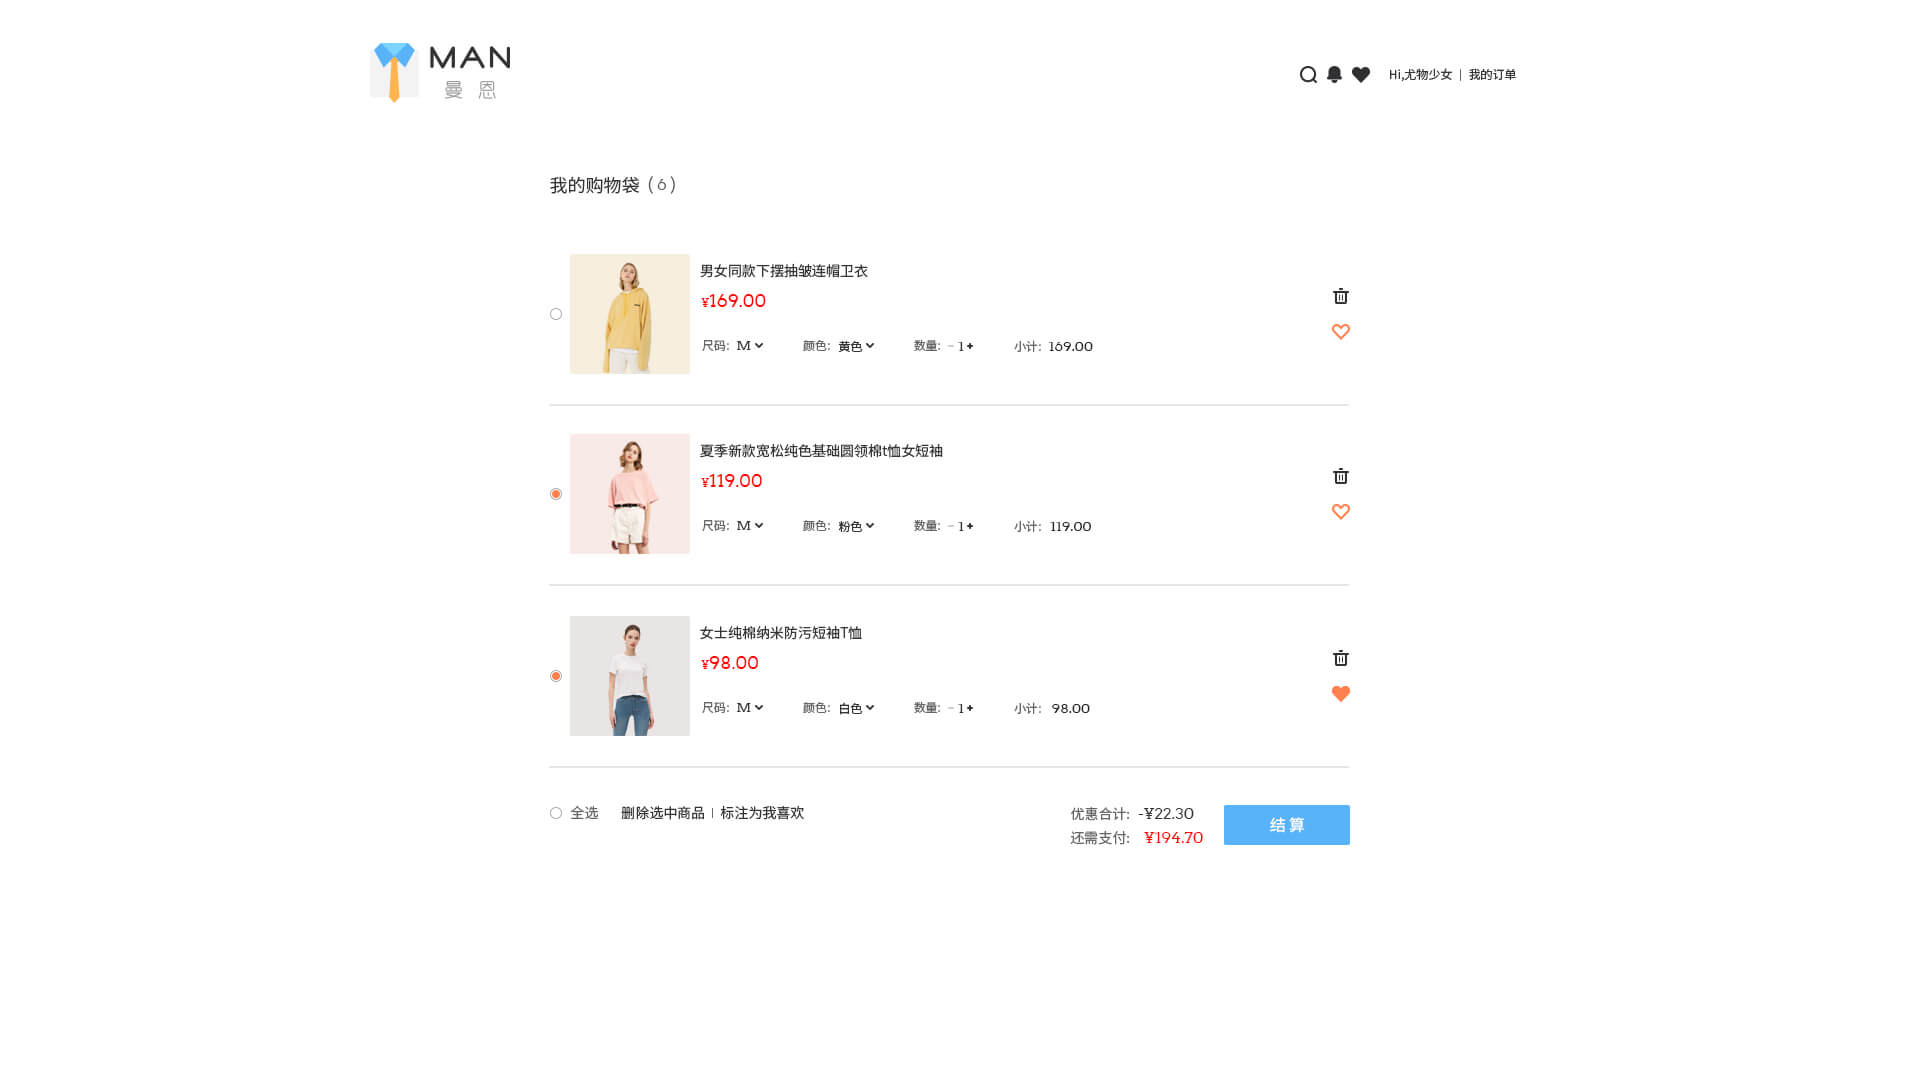 MAN
曼 恩
Hi,尤物少女 | 我的订单
我的购物袋 ( 6 )
男女同款下摆抽皱连帽卫衣
¥169.00
尺码: M 颜色: 黄色 数量: - 1 + 小计: 169.00
夏季新款宽松纯色基础圆领棉t恤女短袖
¥119.00
尺码: M 颜色: 粉色 数量: - 1 + 小计: 119.00
女士纯棉纳米防污短袖T恤
¥98.00
尺码: M 颜色: 白色 数量: - 1 + 小计: 98.00
全选 删除选中商品 | 标注为我喜欢
优惠合计: -¥22.30
还需支付: ¥194.70
结 算